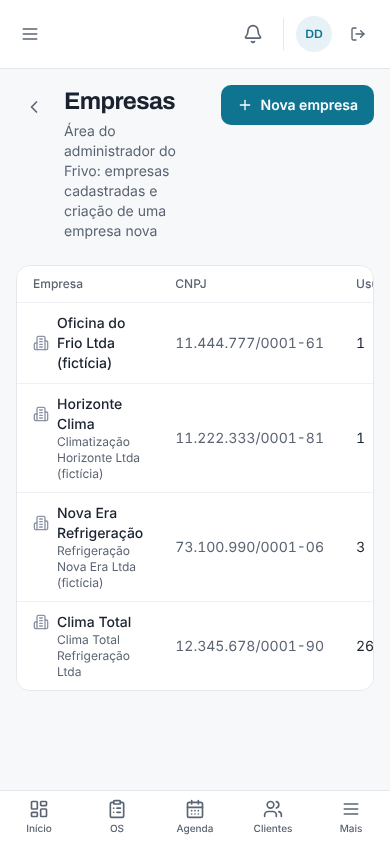 DD
Empresas
Nova empresa
Área do
administrador do
Frivo: empresas
cadastradas e
criação de uma
empresa nova
Empresa CNPJ Usu
Oficina do
Frio Ltda
(fictícia)
11.444.777/0001-61 1
Horizonte
Clima
Climatização
Horizonte Ltda
(fictícia)
11.222.333/0001-81 1
Nova Era
Refrigeração
Refrigeração
Nova Era Ltda
(fictícia)
73.100.990/0001-06 3
Clima Total
Clima Total
Refrigeração
Ltda
12.345.678/0001-90 26
Início OS Agenda Clientes Mais